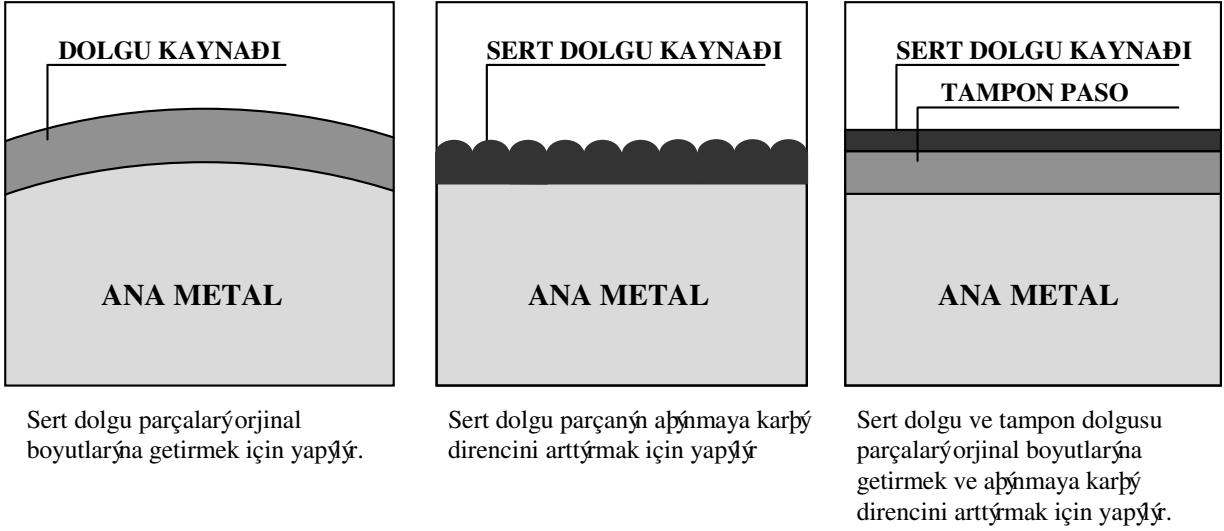 DOLGU KAYNAÐI
ANA METAL
Sert dolgu parçalarý orjinal
boyutlarýna getirmek için yapýlýr.
SERT DOLGU KAYNAÐI
ANA METAL
Sert dolgu parçanýn aþýnmaya karþý
direncini arttýrmak için yapýlýr
SERT DOLGU KAYNAÐI
TAMPON PASO
ANA METAL
Sert dolgu ve tampon dolgusu
parçalarý orjinal boyutlarýna
getirmek ve aþýnmaya karþý
direncini arttýrmak için yapýlýr.